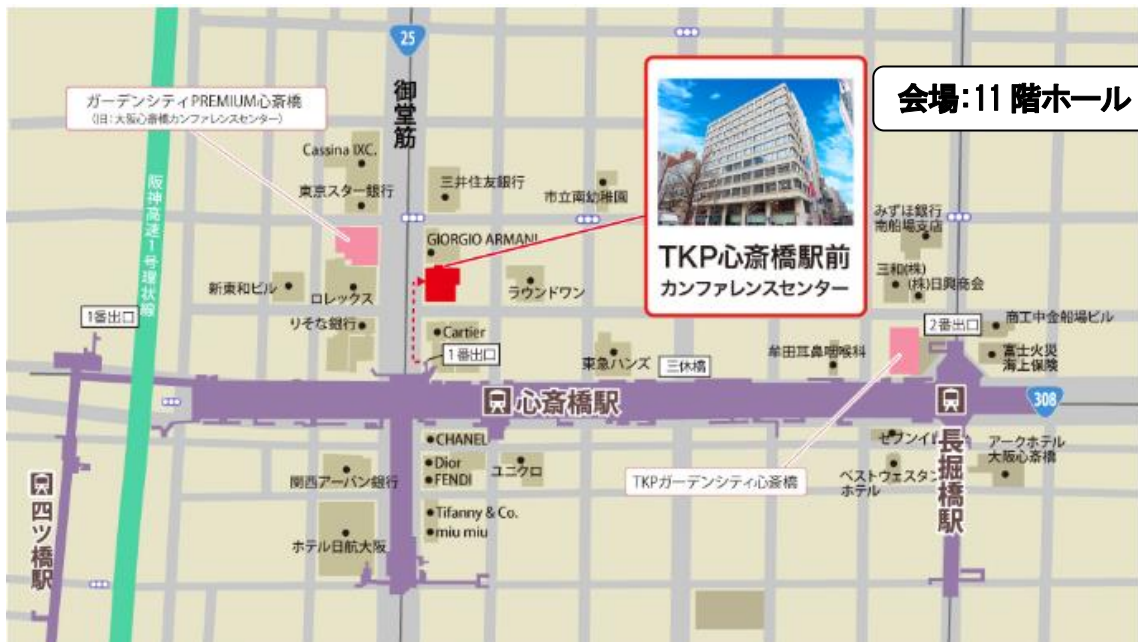 25
御堂筋
ガーデンシティPREMIUM心斎橋
(旧:大阪心斎橋カンファレンスセンター)
会場:11 階ホール
Cassina IXC.
東京スター銀行
三井住友銀行
市立南幼稚園
みずほ銀行
南船場支店
阪神高速1号環状線
GIORGIO ARMANI
TKP心斎橋駅前
カンファレンスセンター
三和(株)
(株)日興商会
新東和ビル
ロレックス
ラウンドワン
1番出口
りそな銀行
Cartier
1番出口
東急ハンズ
三休橋
牟田耳鼻咽喉科
2番出口
商工中金船場ビル
富士火災
海上保険
心斎橋駅
308
CHANEL
Dior
FENDI
ユニクロ
関西アーバン銀行
Tifanny & Co.
miu miu
ホテル日航大阪
四ツ橋駅
TKPガーデンシティ心斎橋
セブンイ
ベストウェスタン
ホテル
長堀橋駅
アークホテル
大阪心斎橋